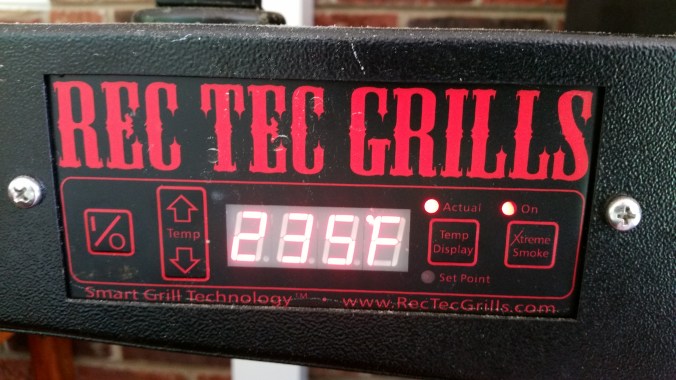 REC TEC GRILLS
Actual
On
I/O
Temp
235°F
Temp
Display
Xtreme
Smoke
Set Point
Smart Grill Technology™ • www.RecTecGrills.com